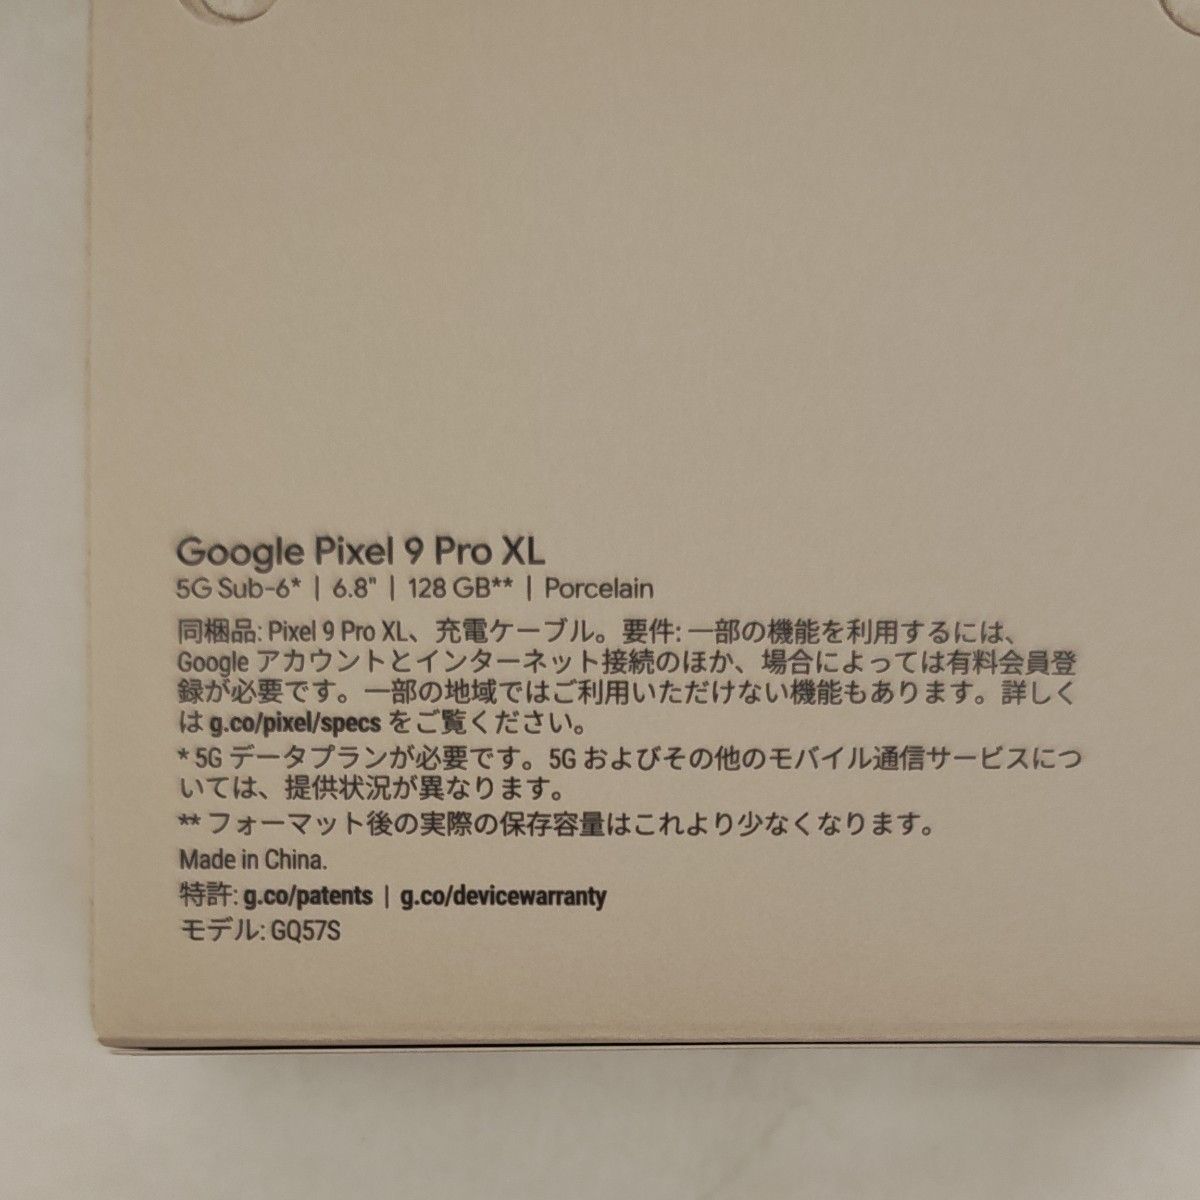 Google Pixel 9 Pro XL
5G Sub-6* | 6.8" | 128 GB** | Porcelain
同梱品: Pixel 9 Pro XL、充電ケーブル。要件: 一部の機能を利用するには、
Google アカウントとインターネット接続のほか、場合によっては有料会員登
録が必要です。一部の地域ではご利用いただけない機能もあります。詳しく
は g.co/pixel/specs をご覧ください。
* 5G データプランが必要です。5G およびその他のモバイル通信サービスにつ
いては、提供状況が異なります。
** フォーマット後の実際の保存容量はこれより少なくなります。
Made in China.
特許: g.co/patents | g.co/devicewarranty
モデル: GQ57S